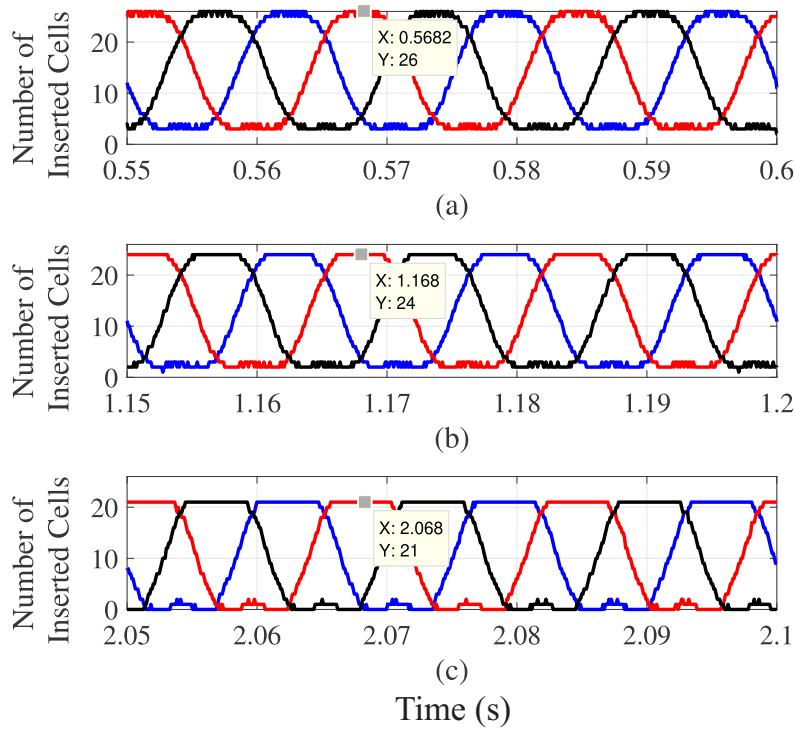 Number of
Inserted Cells
20
10
0
X: 0.5682
Y: 26
0.55 0.56 0.57 0.58 0.59 0.6
(a)
Number of
Inserted Cells
20
10
0
X: 1.168
Y: 24
1.15 1.16 1.17 1.18 1.19 1.2
(b)
Number of
Inserted Cells
20
10
0
X: 2.068
Y: 21
2.05 2.06 2.07 2.08 2.09 2.1
(c)
Time (s)